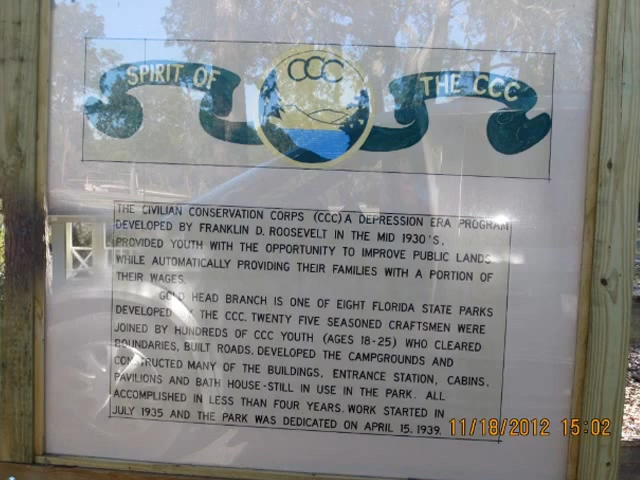 SPIRIT OF
CCC
THE CCC
THE CIVILIAN CONSERVATION CORPS (CCC) A DEPRESSION ERA PROGRAM
DEVELOPED BY FRANKLIN D. ROOSEVELT IN THE MID 1930'S,
PROVIDED YOUTH WITH THE OPPORTUNITY TO IMPROVE PUBLIC LANDS
WHILE AUTOMATICALLY PROVIDING THEIR FAMILIES WITH A PORTION OF
THEIR WAGES.
GOLD HEAD BRANCH IS ONE OF EIGHT FLORIDA STATE PARKS
DEVELOPED BY THE CCC. TWENTY FIVE SEASONED CRAFTSMEN WERE
JOINED BY HUNDREDS OF CCC YOUTH (AGES 18-25) WHO CLEARED
BOUNDARIES, BUILT ROADS, DEVELOPED THE CAMPGROUNDS AND
CONSTRUCTED MANY OF THE BUILDINGS, ENTRANCE STATION, CABINS,
PAVILIONS AND BATH HOUSE-STILL IN USE IN THE PARK. ALL
ACCOMPLISHED IN LESS THAN FOUR YEARS. WORK STARTED IN
JULY 1935 AND THE PARK WAS DEDICATED ON APRIL 15, 1939.
11/18/2012 15:02